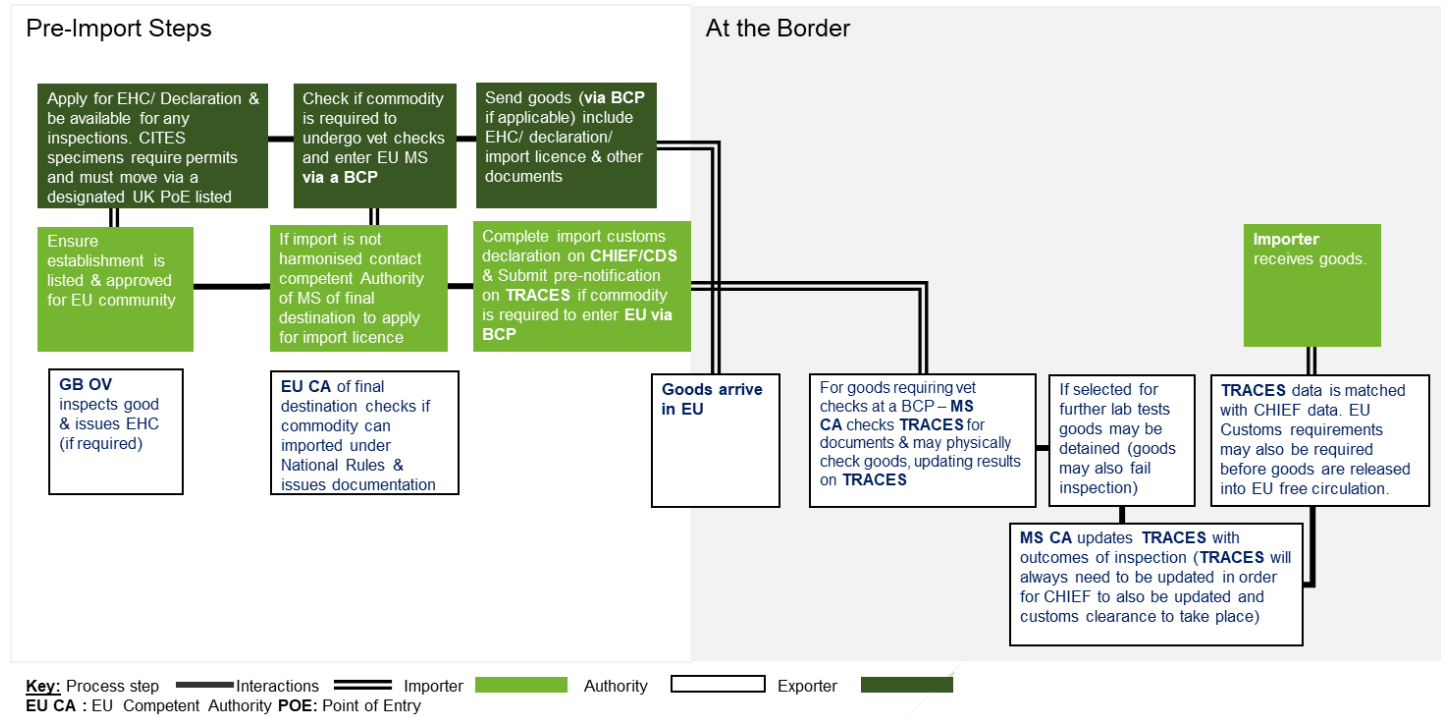 Pre-Import Steps
At the Border
Apply for EHC/ Declaration &
be available for any
inspections. CITES
specimens require permits
and must move via a
designated UK PoE listed
Check if commodity
is required to
undergo vet checks
and enter EU MS
via a BCP
Send goods (via BCP
if applicable) include
EHC/ declaration/
import licence & other
documents
Ensure
establishment is
listed & approved
for EU community
If import is not
harmonised contact
competent Authority
of MS of final
destination to apply
for import licence
Complete import customs
declaration on CHIEF/CDS
& Submit pre-notification
on TRACES if commodity
is required to enter EU via
BCP
Importer
receives goods.
GB OV
inspects good
& issues EHC
(if required)
EU CA of final
destination checks if
commodity can
imported under
National Rules &
issues documentation
Goods arrive
in EU
For goods requiring vet
checks at a BCP – MS
CA checks TRACES for
documents & may physically
check goods, updating results
on TRACES
If selected for
further lab tests
goods may be
detained (goods
may also fail
inspection)
TRACES data is matched
with CHIEF data. EU
Customs requirements
may also be required
before goods are released
into EU free circulation.
MS CA updates TRACES with
outcomes of inspection (TRACES will
always need to be updated in order
for CHIEF to also be updated and
customs clearance to take place)
Key: Process step Interactions Importer Authority Exporter
EU CA : EU Competent Authority POE: Point of Entry